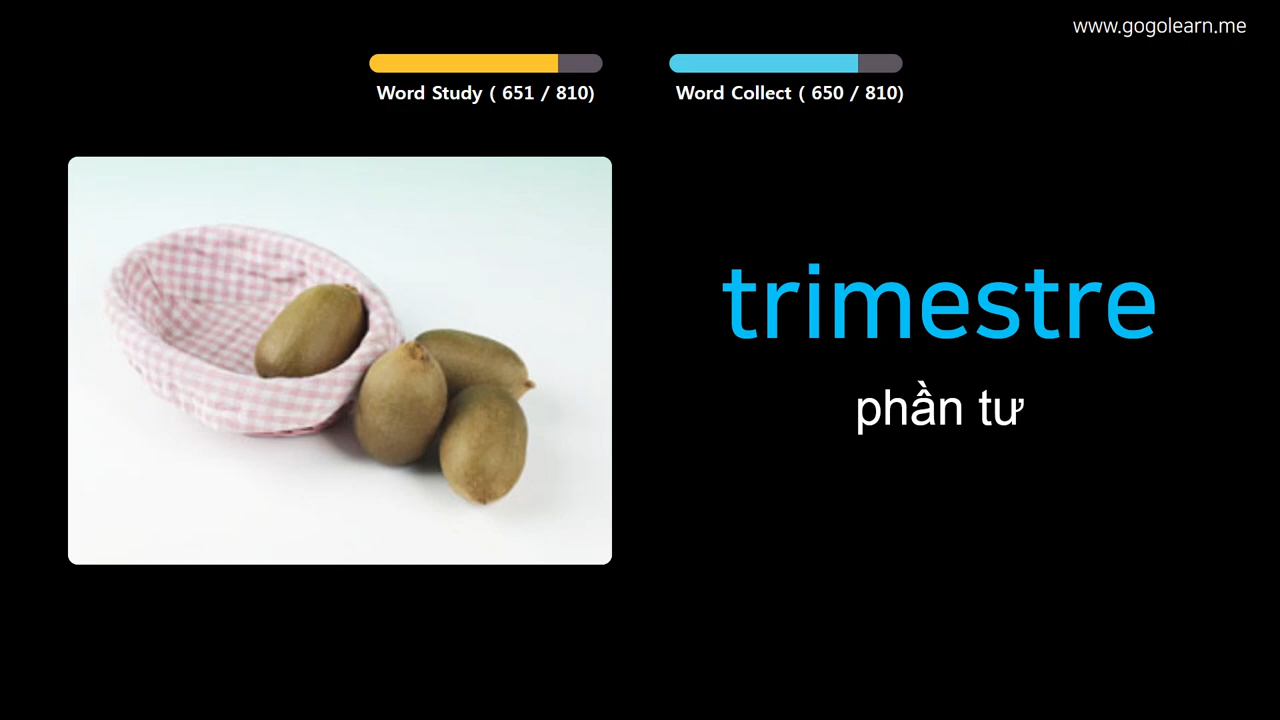 www.gogolearn.me
Word Study ( 651 / 810)
Word Collect ( 650 / 810)
trimestre
phần tư